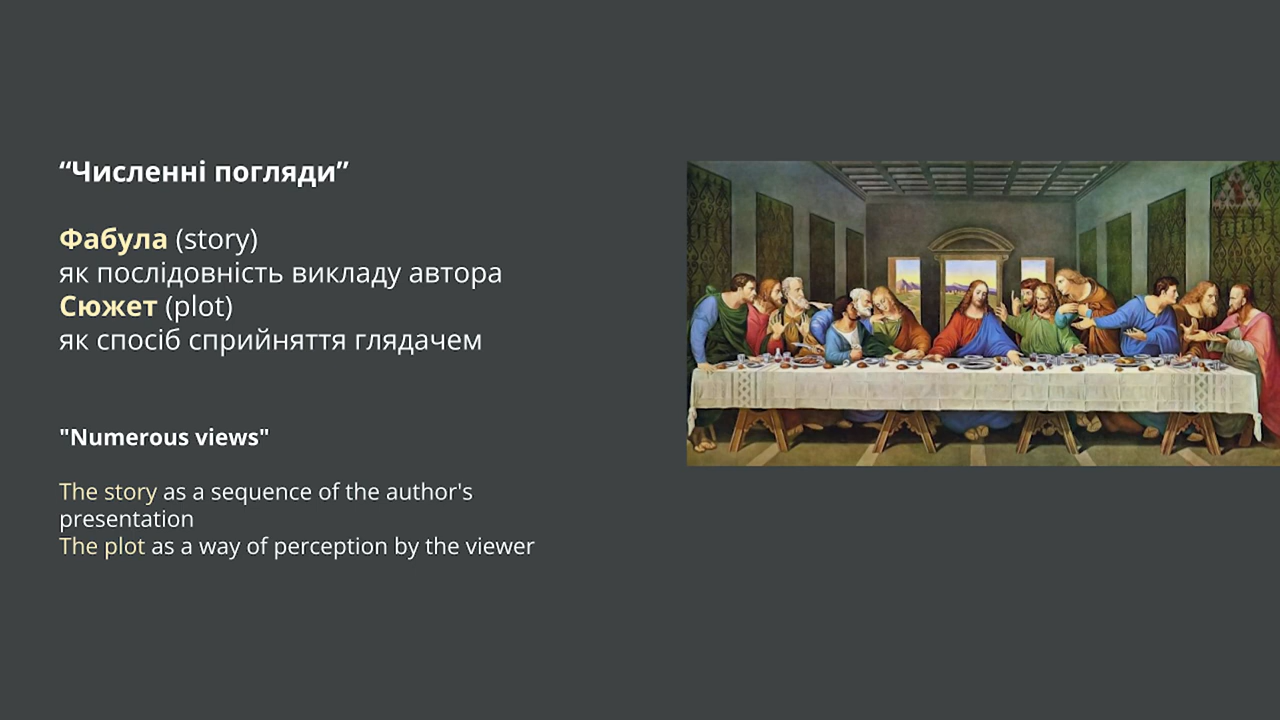 “Численні погляди”
Фабула (story)
як послідовність викладу автора
Сюжет (plot)
як спосіб сприйняття глядачем
"Numerous views"
The story as a sequence of the author's
presentation
The plot as a way of perception by the viewer